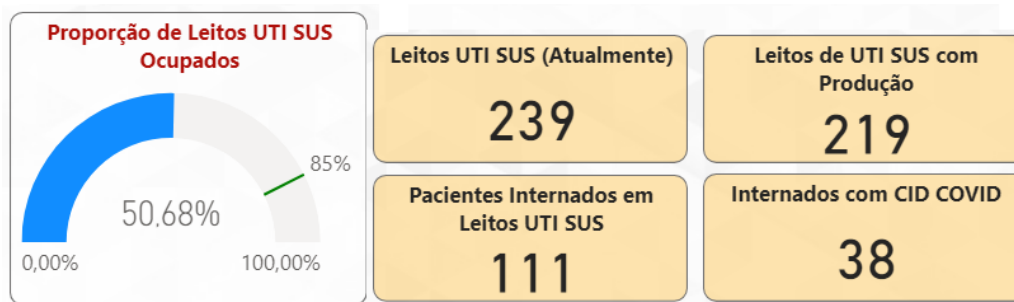 Proporção de Leitos UTI SUS
Ocupados
85%
50,68%
0,00%
100,00%
Leitos UTI SUS (Atualmente)
239
Leitos de UTI SUS com
Produção
219
Pacientes Internados em
Leitos UTI SUS
111
Internados com CID COVID
38